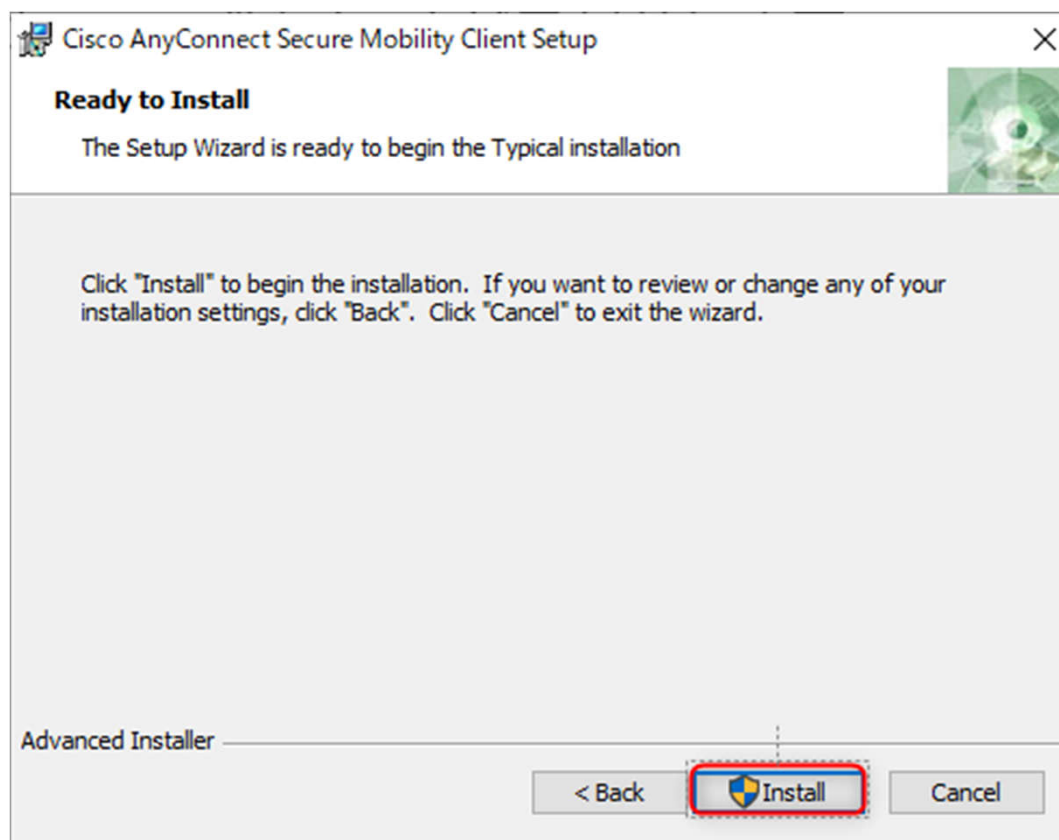 Cisco AnyConnect Secure Mobility Client Setup
Ready to Install
The Setup Wizard is ready to begin the Typical installation
Click "Install" to begin the installation.  If you want to review or change any of your
installation settings, click "Back".  Click "Cancel" to exit the wizard.
Advanced Installer
< Back
Install
Cancel